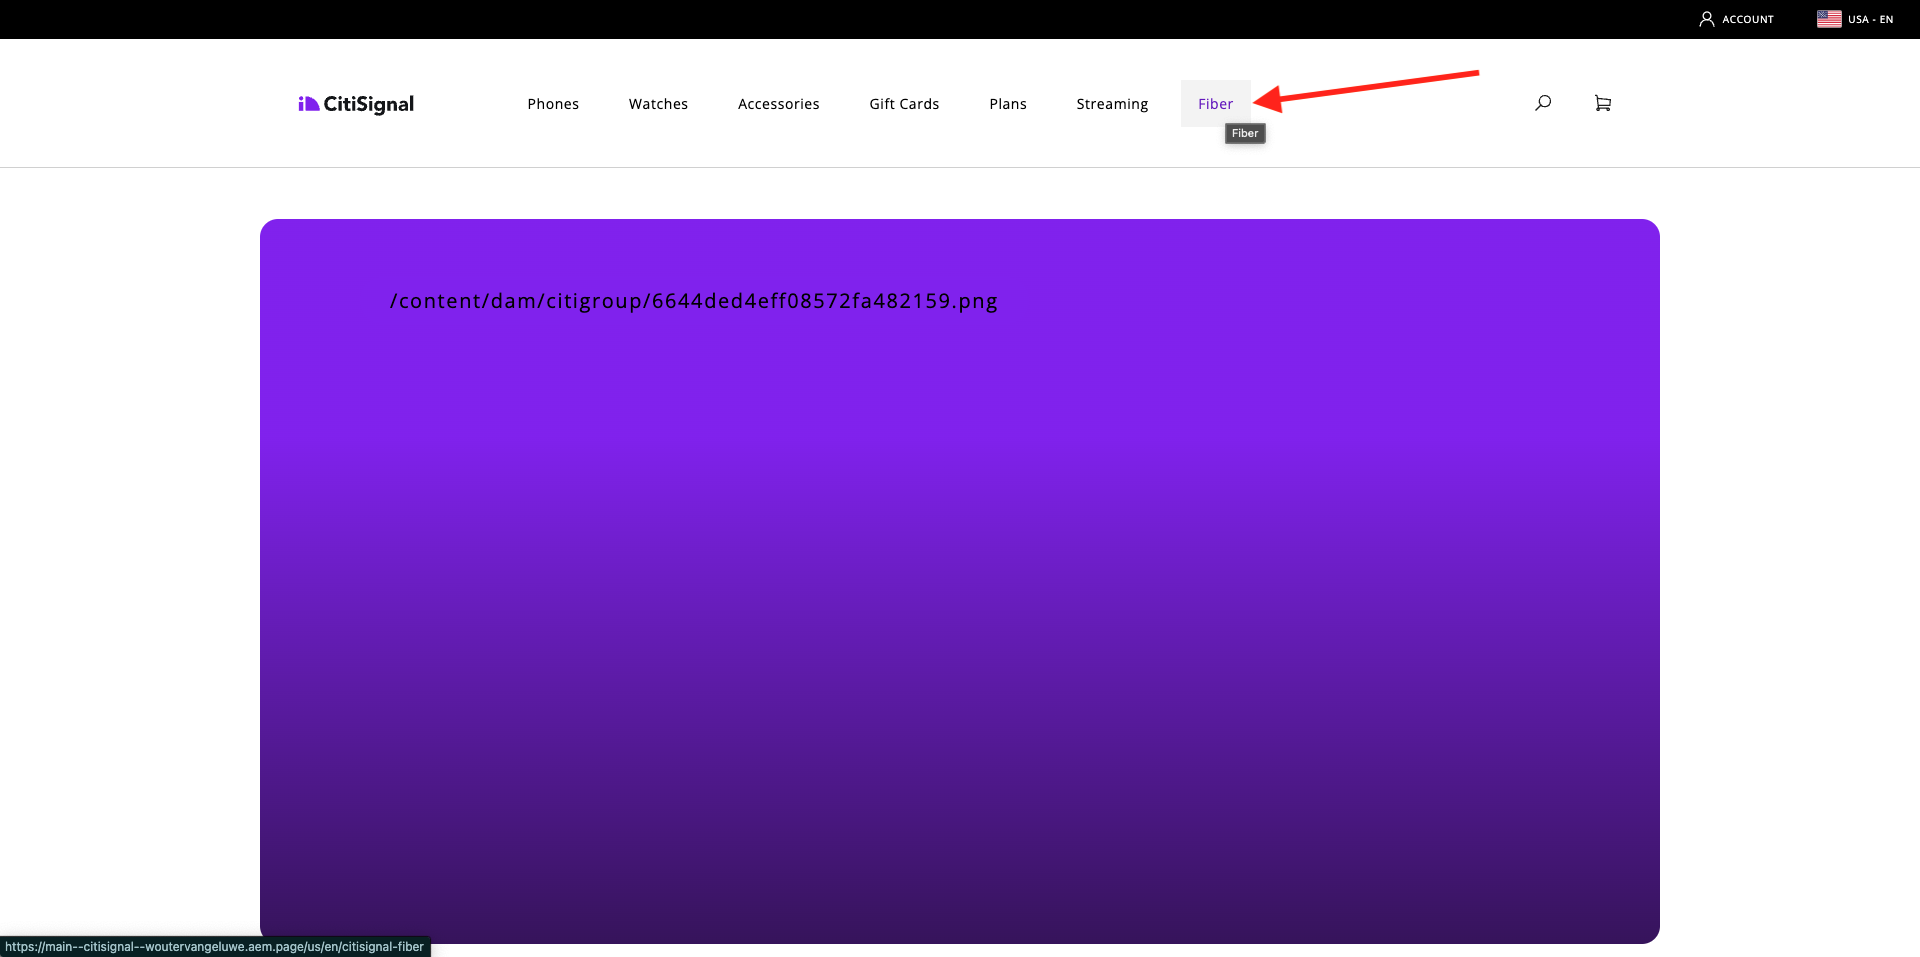 ACCOUNT
USA - EN
CitiSignal
Phones
Watches
Accessories
Gift Cards
Plans
Streaming
Fiber
Fiber
/content/dam/citigroup/6644ded4eff08572fa482159.png
https://main--citisignal--woutervangeluwe.aem.page/us/en/citisignal-fiber